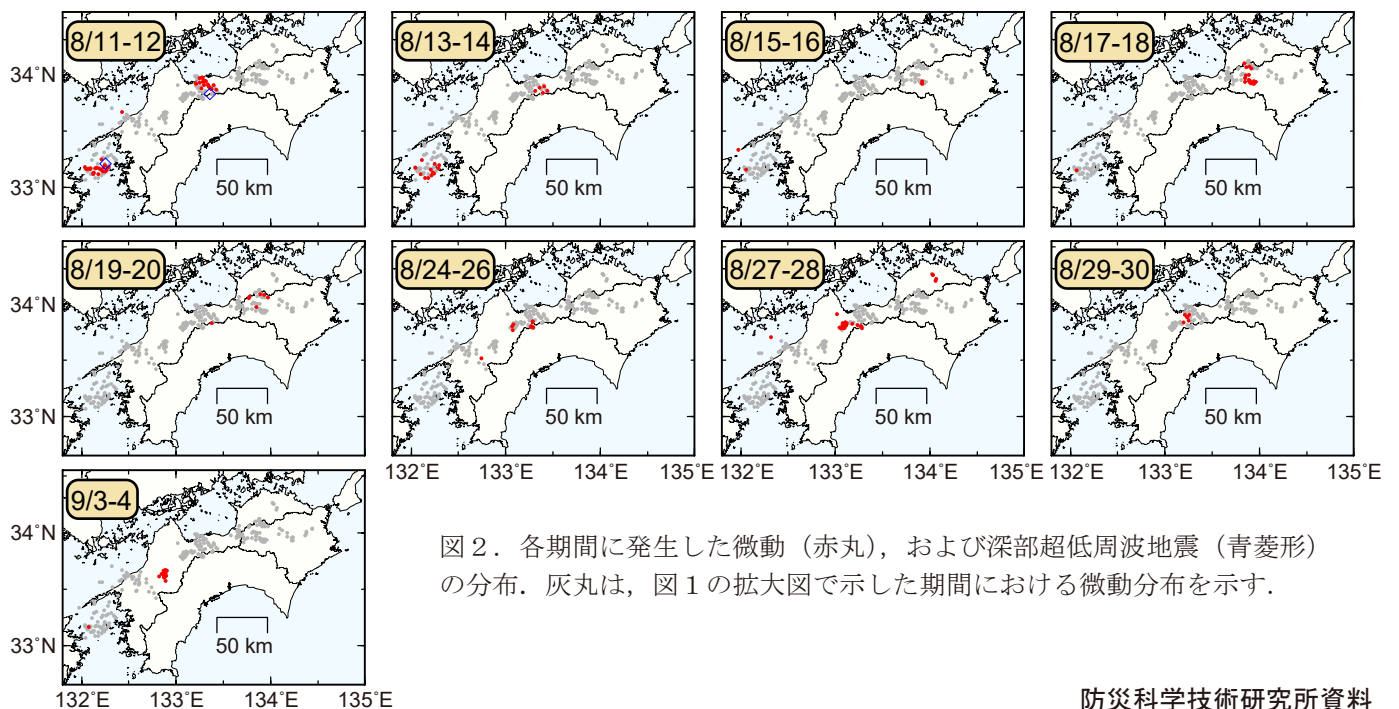 8/11-12
8/13-14
8/15-16
8/17-18
34°N
33°N
50 km
50 km
50 km
50 km
8/19-20
8/24-26
8/27-28
8/29-30
34°N
33°N
50 km
50 km
50 km
50 km
132°E 133°E 134°E 135°E 132°E 133°E 134°E 135°E 132°E 133°E 134°E 135°E
9/3-4
34°N
33°N
50 km
132°E 133°E 134°E 135°E
図２．各期間に発生した微動（赤丸），および深部超低周波地震（青菱形）
の分布．灰丸は，図１の拡大図で示した期間における微動分布を示す．
防災科学技術研究所資料